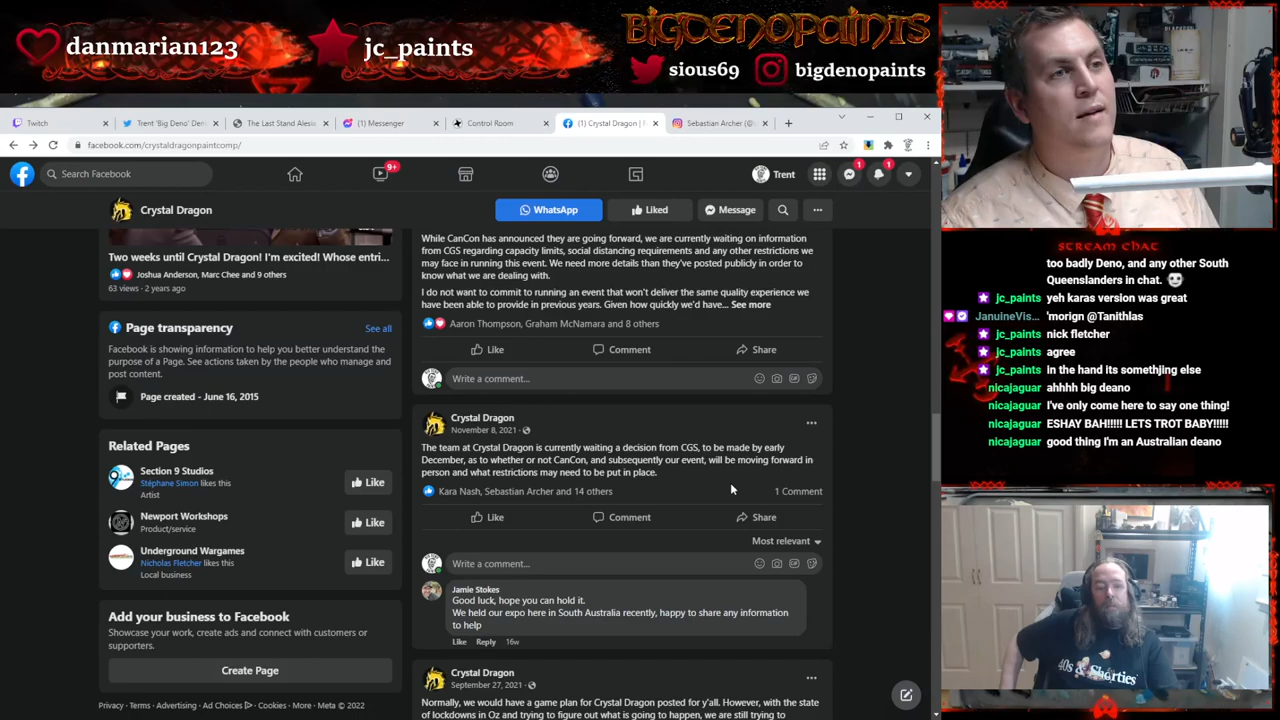 danmarian123
jc_paints
BIGDENOPAINTS
sious69
bigdenopaints
Twitch
Trent 'Big Deno' Den
The Last Stand Alesiu
(1) Messenger
Control Room
(1) Crystal Dragon | F
Sebastian Archer (@
facebook.com/crystaldragonpaintcomp/
Search Facebook
9+
Trent
1
1
Crystal Dragon
WhatsApp
Liked
Message
Two weeks until Crystal Dragon! I'm excited! Whose entri...
Joshua Anderson, Marc Chee and 9 others
63 views · 2 years ago
Page transparency
See all
Facebook is showing information to help you better understand the
purpose of a Page. See actions taken by the people who manage and
post content.
Page created - June 16, 2015
Related Pages
Section 9 Studios
Stéphane Simon likes this
Artist
Like
Newport Workshops
Product/service
Like
Underground Wargames
Nicholas Fletcher likes this
Local business
Like
Add your business to Facebook
Showcase your work, create ads and connect with customers or
supporters.
Create Page
Privacy · Terms · Advertising · Ad Choices · Cookies · More · Meta © 2022
While CanCon has announced they are going forward, we are currently waiting on information
from CGS regarding capacity limits, social distancing requirements and any other restrictions we
may face in running this event. We need more details than they've posted publicly in order to
know what we are dealing with.
I do not want to commit to running an event that won't deliver the same quality experience we
have been able to provide in previous years. Given how quickly we'd have... See more
Aaron Thompson, Graham McNamara and 8 others
Like
Comment
Share
Write a comment...
Crystal Dragon
November 8, 2021 ·
The team at Crystal Dragon is currently waiting a decision from CGS, to be made by early
December, as to whether or not CanCon, and subsequently our event, will be moving forward in
person and what restrictions may need to be put in place.
Kara Nash, Sebastian Archer and 14 others
1 Comment
Like
Comment
Share
Most relevant
Write a comment...
Jamie Stokes
Good luck, hope you can hold it.
We held our expo here in South Australia recently, happy to share any information
to help
Like Reply 16w
Crystal Dragon
September 27, 2021 ·
Normally, we would have a game plan for Crystal Dragon posted for y'all. However, with the state
of lockdowns in Oz and trying to figure out what is going to happen, we are still trying to
STREAM CHAT
too badly Deno, and any other South
Queenslanders in chat.
jc_paints yeh karas version was great
JanuineVis... 'morign @Tanithlas
jc_paints nick fletcher
jc_paints agree
jc_paints in the hand its somethjing else
nicajaguar ahhhh big deano
nicajaguar I've only come here to say one thing!
nicajaguar ESHAY BAH!!!!! LETS TROT BABY!!!!!
nicajaguar good thing I'm an Australian deano
40s & Shorties